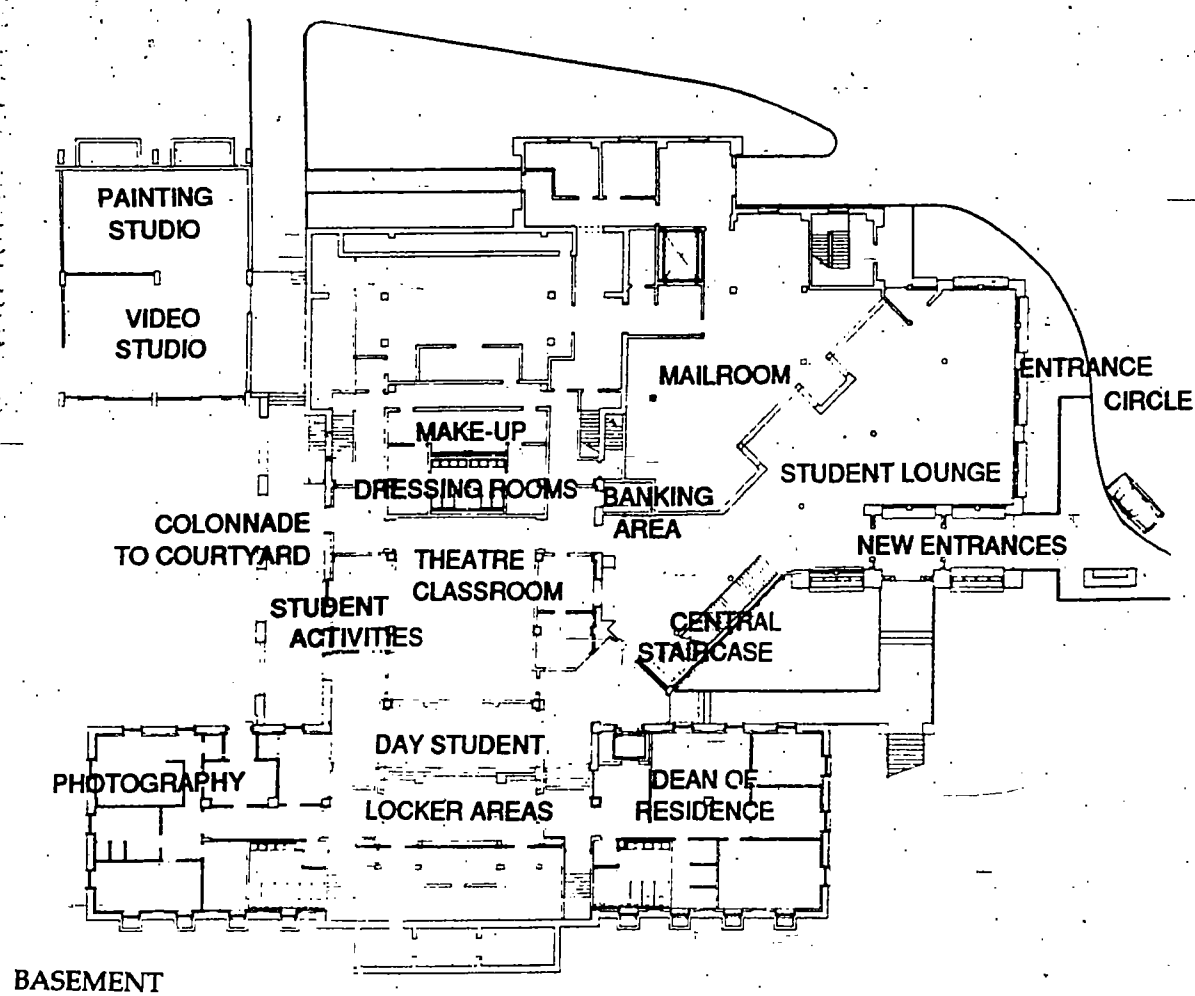 PAINTING
STUDIO
VIDEO
STUDIO
MAILROOM
ENTRANCE
CIRCLE
MAKE-UP
STUDENT LOUNGE
DRESSING ROOMS
BANKING
AREA
COLONNADE
TO COURTYARD
NEW ENTRANCES
THEATRE
CLASSROOM
STUDENT
ACTIVITIES
CENTRAL
STAIRCASE
DAY STUDENT
LOCKER AREAS
PHOTOGRAPHY
DEAN OF
RESIDENCE
BASEMENT